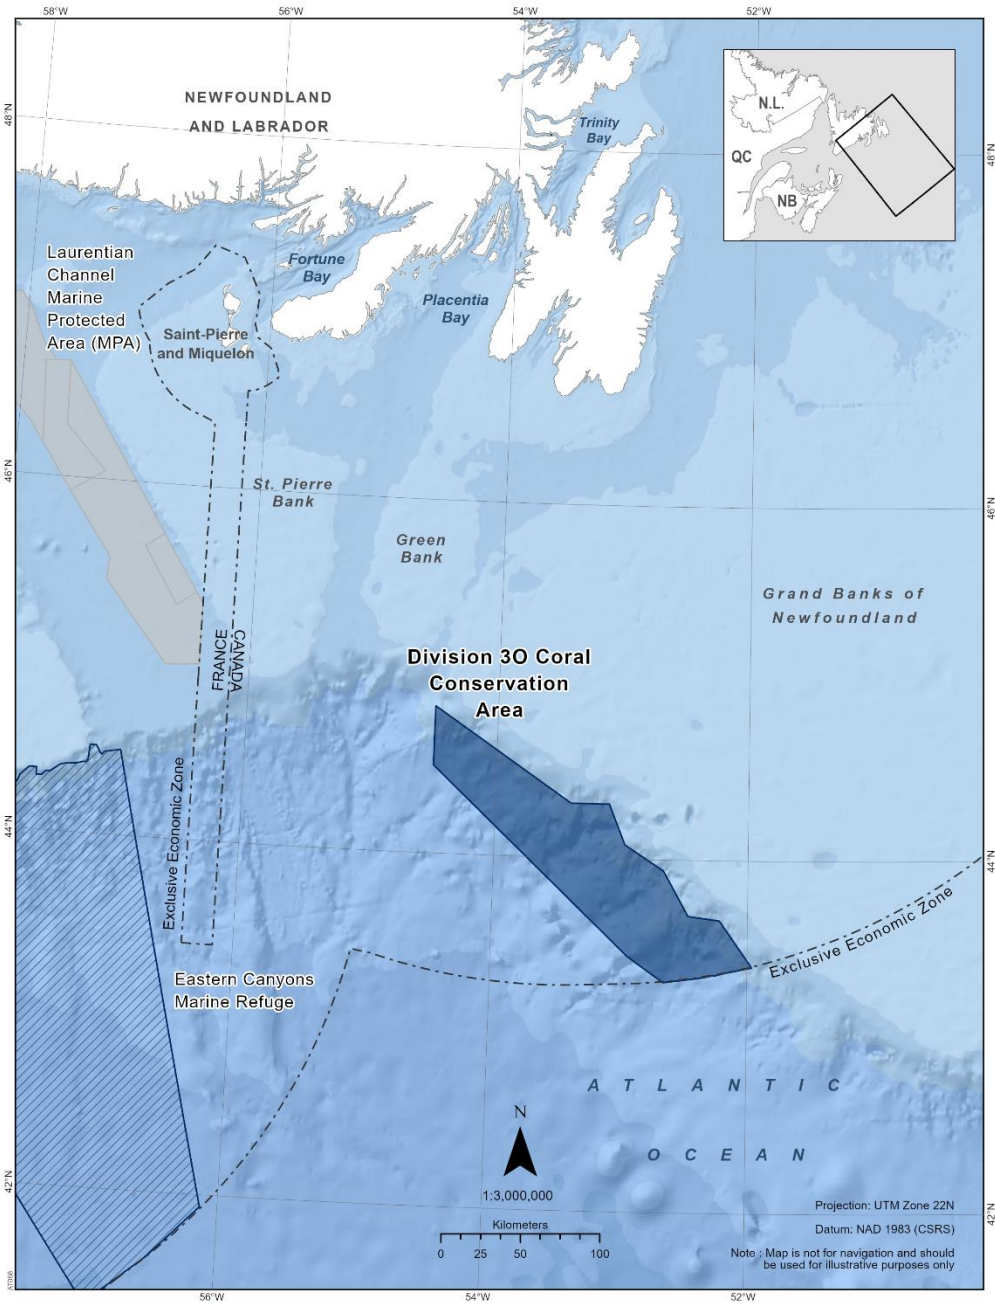 58°W
56°W
54°W
52°W
48°N
48°N
NEWFOUNDLAND
AND LABRADOR
Trinity
Bay
N.L.
QC
NB
Laurentian
Channel
Marine
Protected
Area (MPA)
Fortune
Bay
Placentia
Bay
Saint-Pierre
and Miquelon
46°N
46°N
St. Pierre
Bank
Green
Bank
Grand Banks of
Newfoundland
FRANCE
CANADA
Division 3O Coral
Conservation
Area
Exclusive Economic Zone
44°N
44°N
Exclusive Economic Zone
Eastern Canyons
Marine Refuge
ATLANTIC
OCEAN
N
1:3,000,000
Kilometers
0 25 50 100
42°N
42°N
Projection: UTM Zone 22N
Datum: NAD 1983 (CSRS)
Note : Map is not for navigation and should
be used for illustrative purposes only
56°W
54°W
52°W